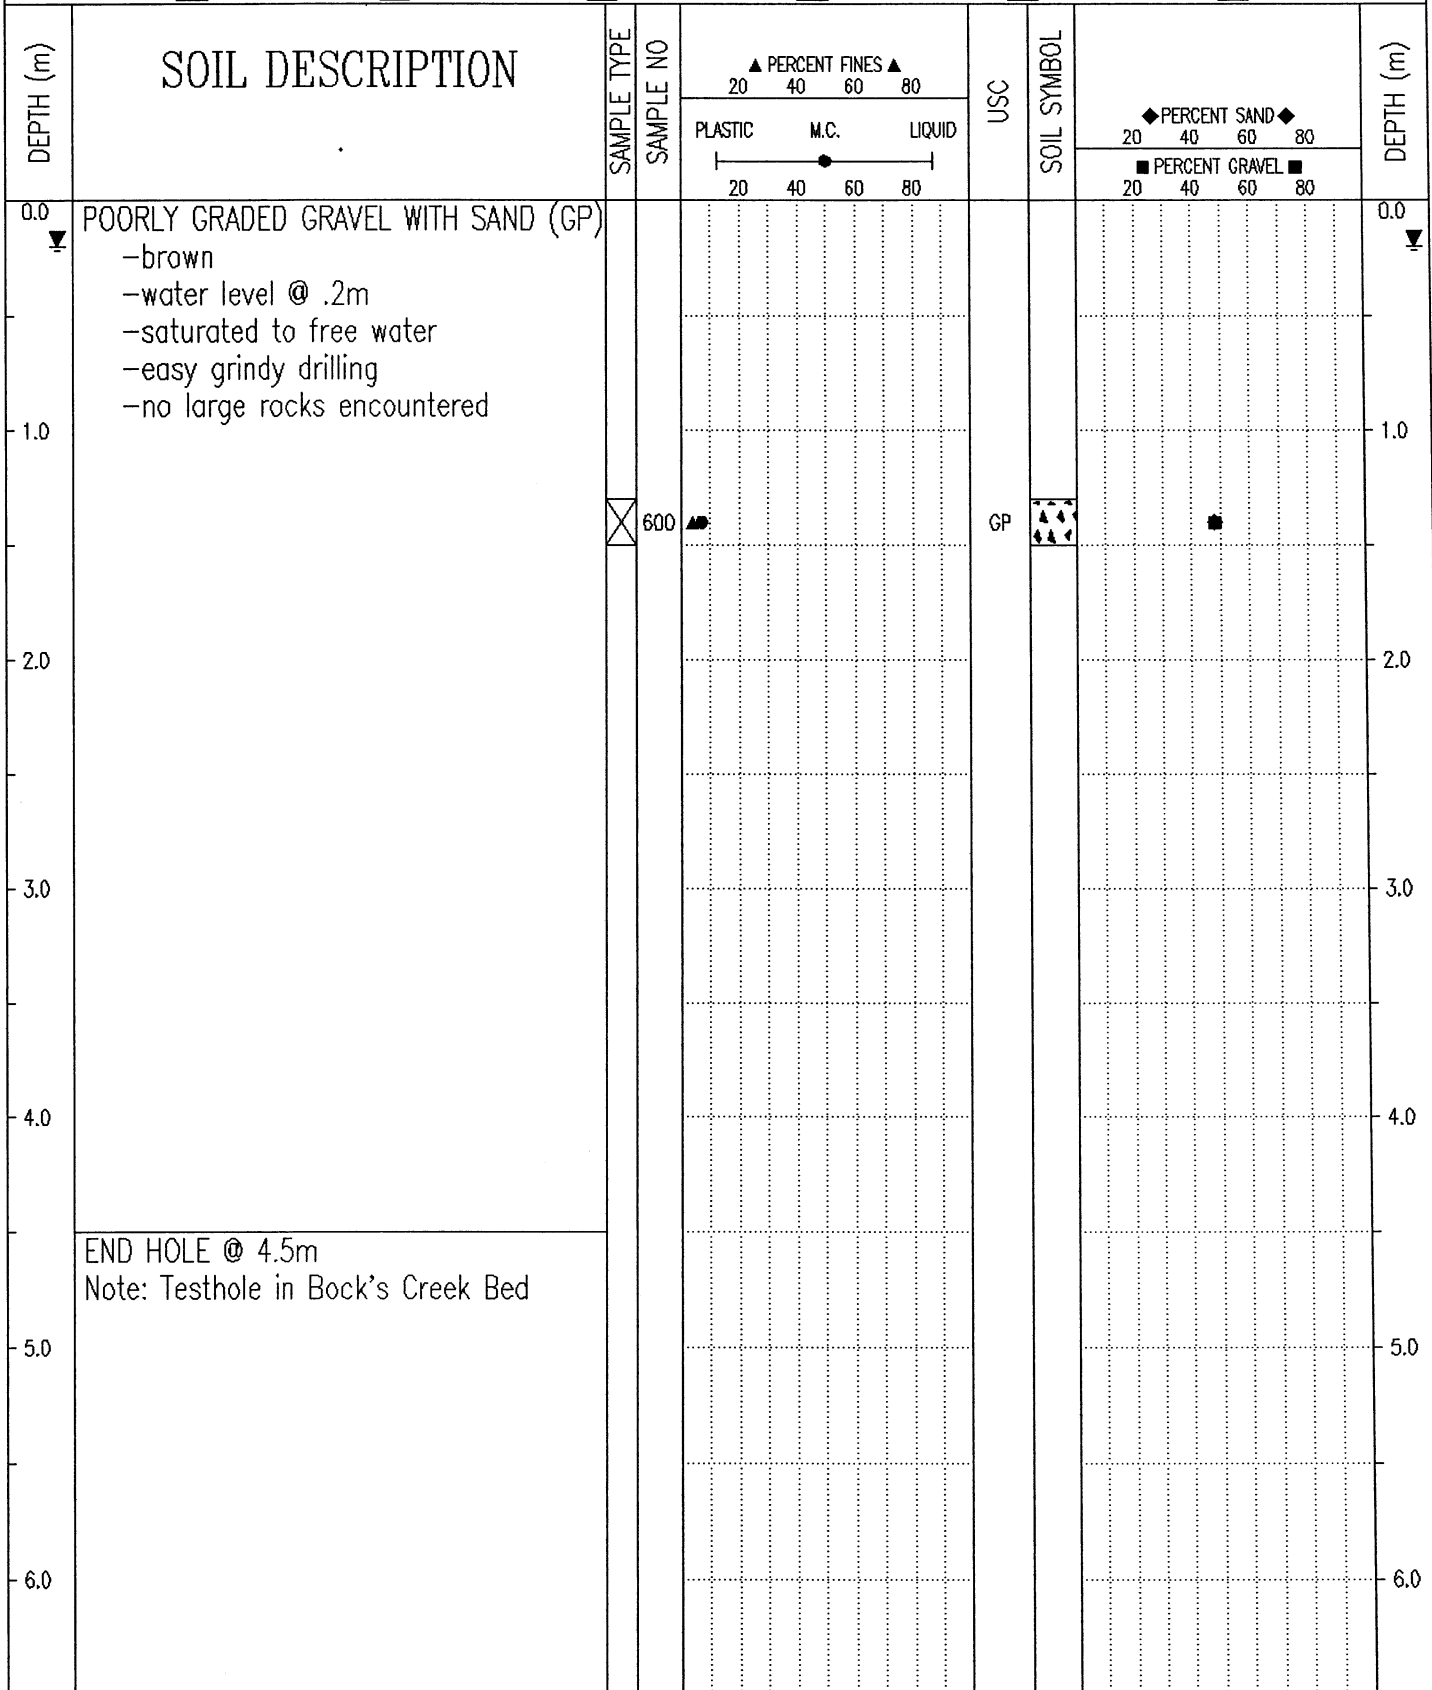 DEPTH (m)
SOIL DESCRIPTION
SAMPLE TYPE
SAMPLE NO
▲ PERCENT FINES ▲
20 40 60 80
PLASTIC M.C. LIQUID
20 40 60 80
USC
SOIL SYMBOL
◆PERCENT SAND◆
20 40 60 80
■ PERCENT GRAVEL ■
20 40 60 80
DEPTH (m)
0.0 POORLY GRADED GRAVEL WITH SAND (GP) 0.0
-brown
-water level @ .2m
-saturated to free water
-easy grindy drilling
-no large rocks encountered
1.0 1.0
600 GP
2.0 2.0
3.0 3.0
4.0 4.0
END HOLE @ 4.5m
Note: Testhole in Bock's Creek Bed
5.0 5.0
6.0 6.0